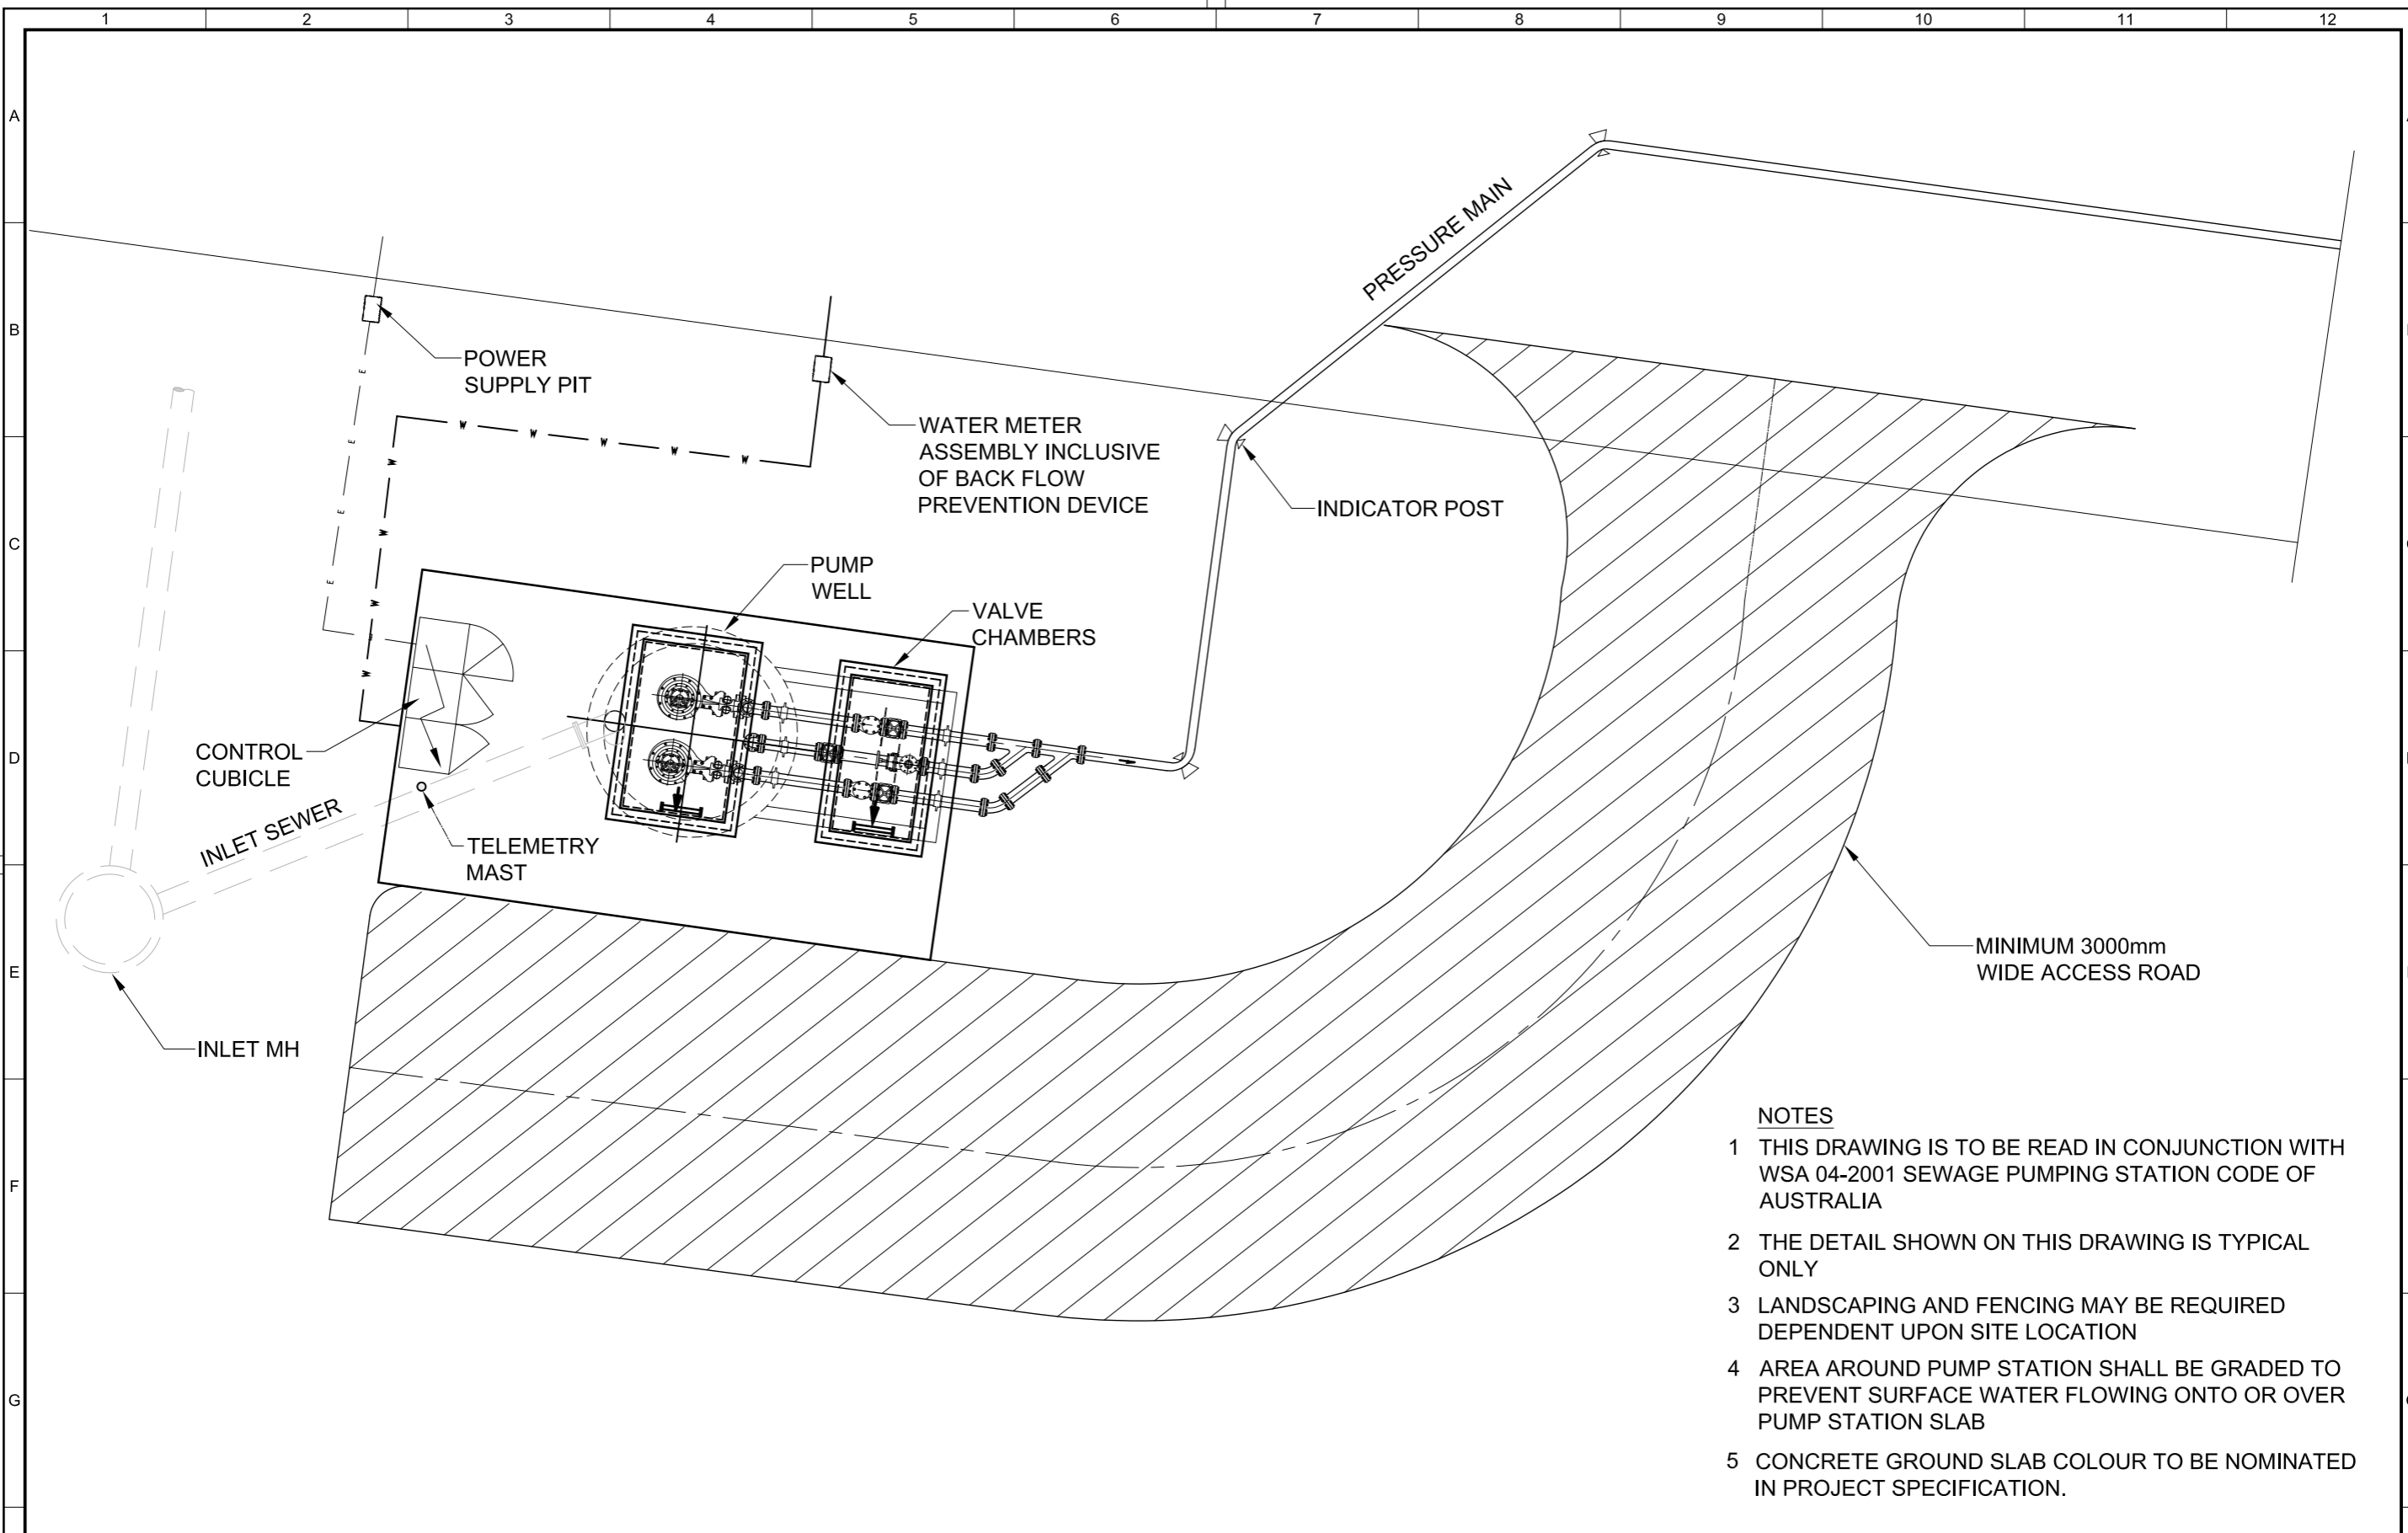 1 2 3 4 5 6 7 8 9 10 11 12
A
B
C
D
E
F
G
PRESSURE MAIN
POWER
SUPPLY PIT
WATER METER
ASSEMBLY INCLUSIVE
OF BACK FLOW
PREVENTION DEVICE
INDICATOR POST
E
E
E
E
E
W W W W W
W
W
W
W
PUMP
WELL
VALVE
CHAMBERS
CONTROL
CUBICLE
INLET SEWER
TELEMETRY
MAST
INLET MH
MINIMUM 3000mm
WIDE ACCESS ROAD
NOTES
1 THIS DRAWING IS TO BE READ IN CONJUNCTION WITH
WSA 04-2001 SEWAGE PUMPING STATION CODE OF
AUSTRALIA
2 THE DETAIL SHOWN ON THIS DRAWING IS TYPICAL
ONLY
3 LANDSCAPING AND FENCING MAY BE REQUIRED
DEPENDENT UPON SITE LOCATION
4 AREA AROUND PUMP STATION SHALL BE GRADED TO
PREVENT SURFACE WATER FLOWING ONTO OR OVER
PUMP STATION SLAB
5 CONCRETE GROUND SLAB COLOUR TO BE NOMINATED
IN PROJECT SPECIFICATION.